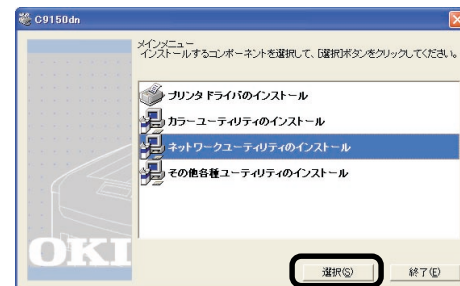 C9150dn
メインメニュー
インストールするコンポーネントを選択して、[選択]ボタンをクリックしてください。
プリンタ ドライバのインストール
カラーユーティリティのインストール
ネットワークユーティリティのインストール
その他各種ユーティリティのインストール
OKI
選択(S)
終了(E)